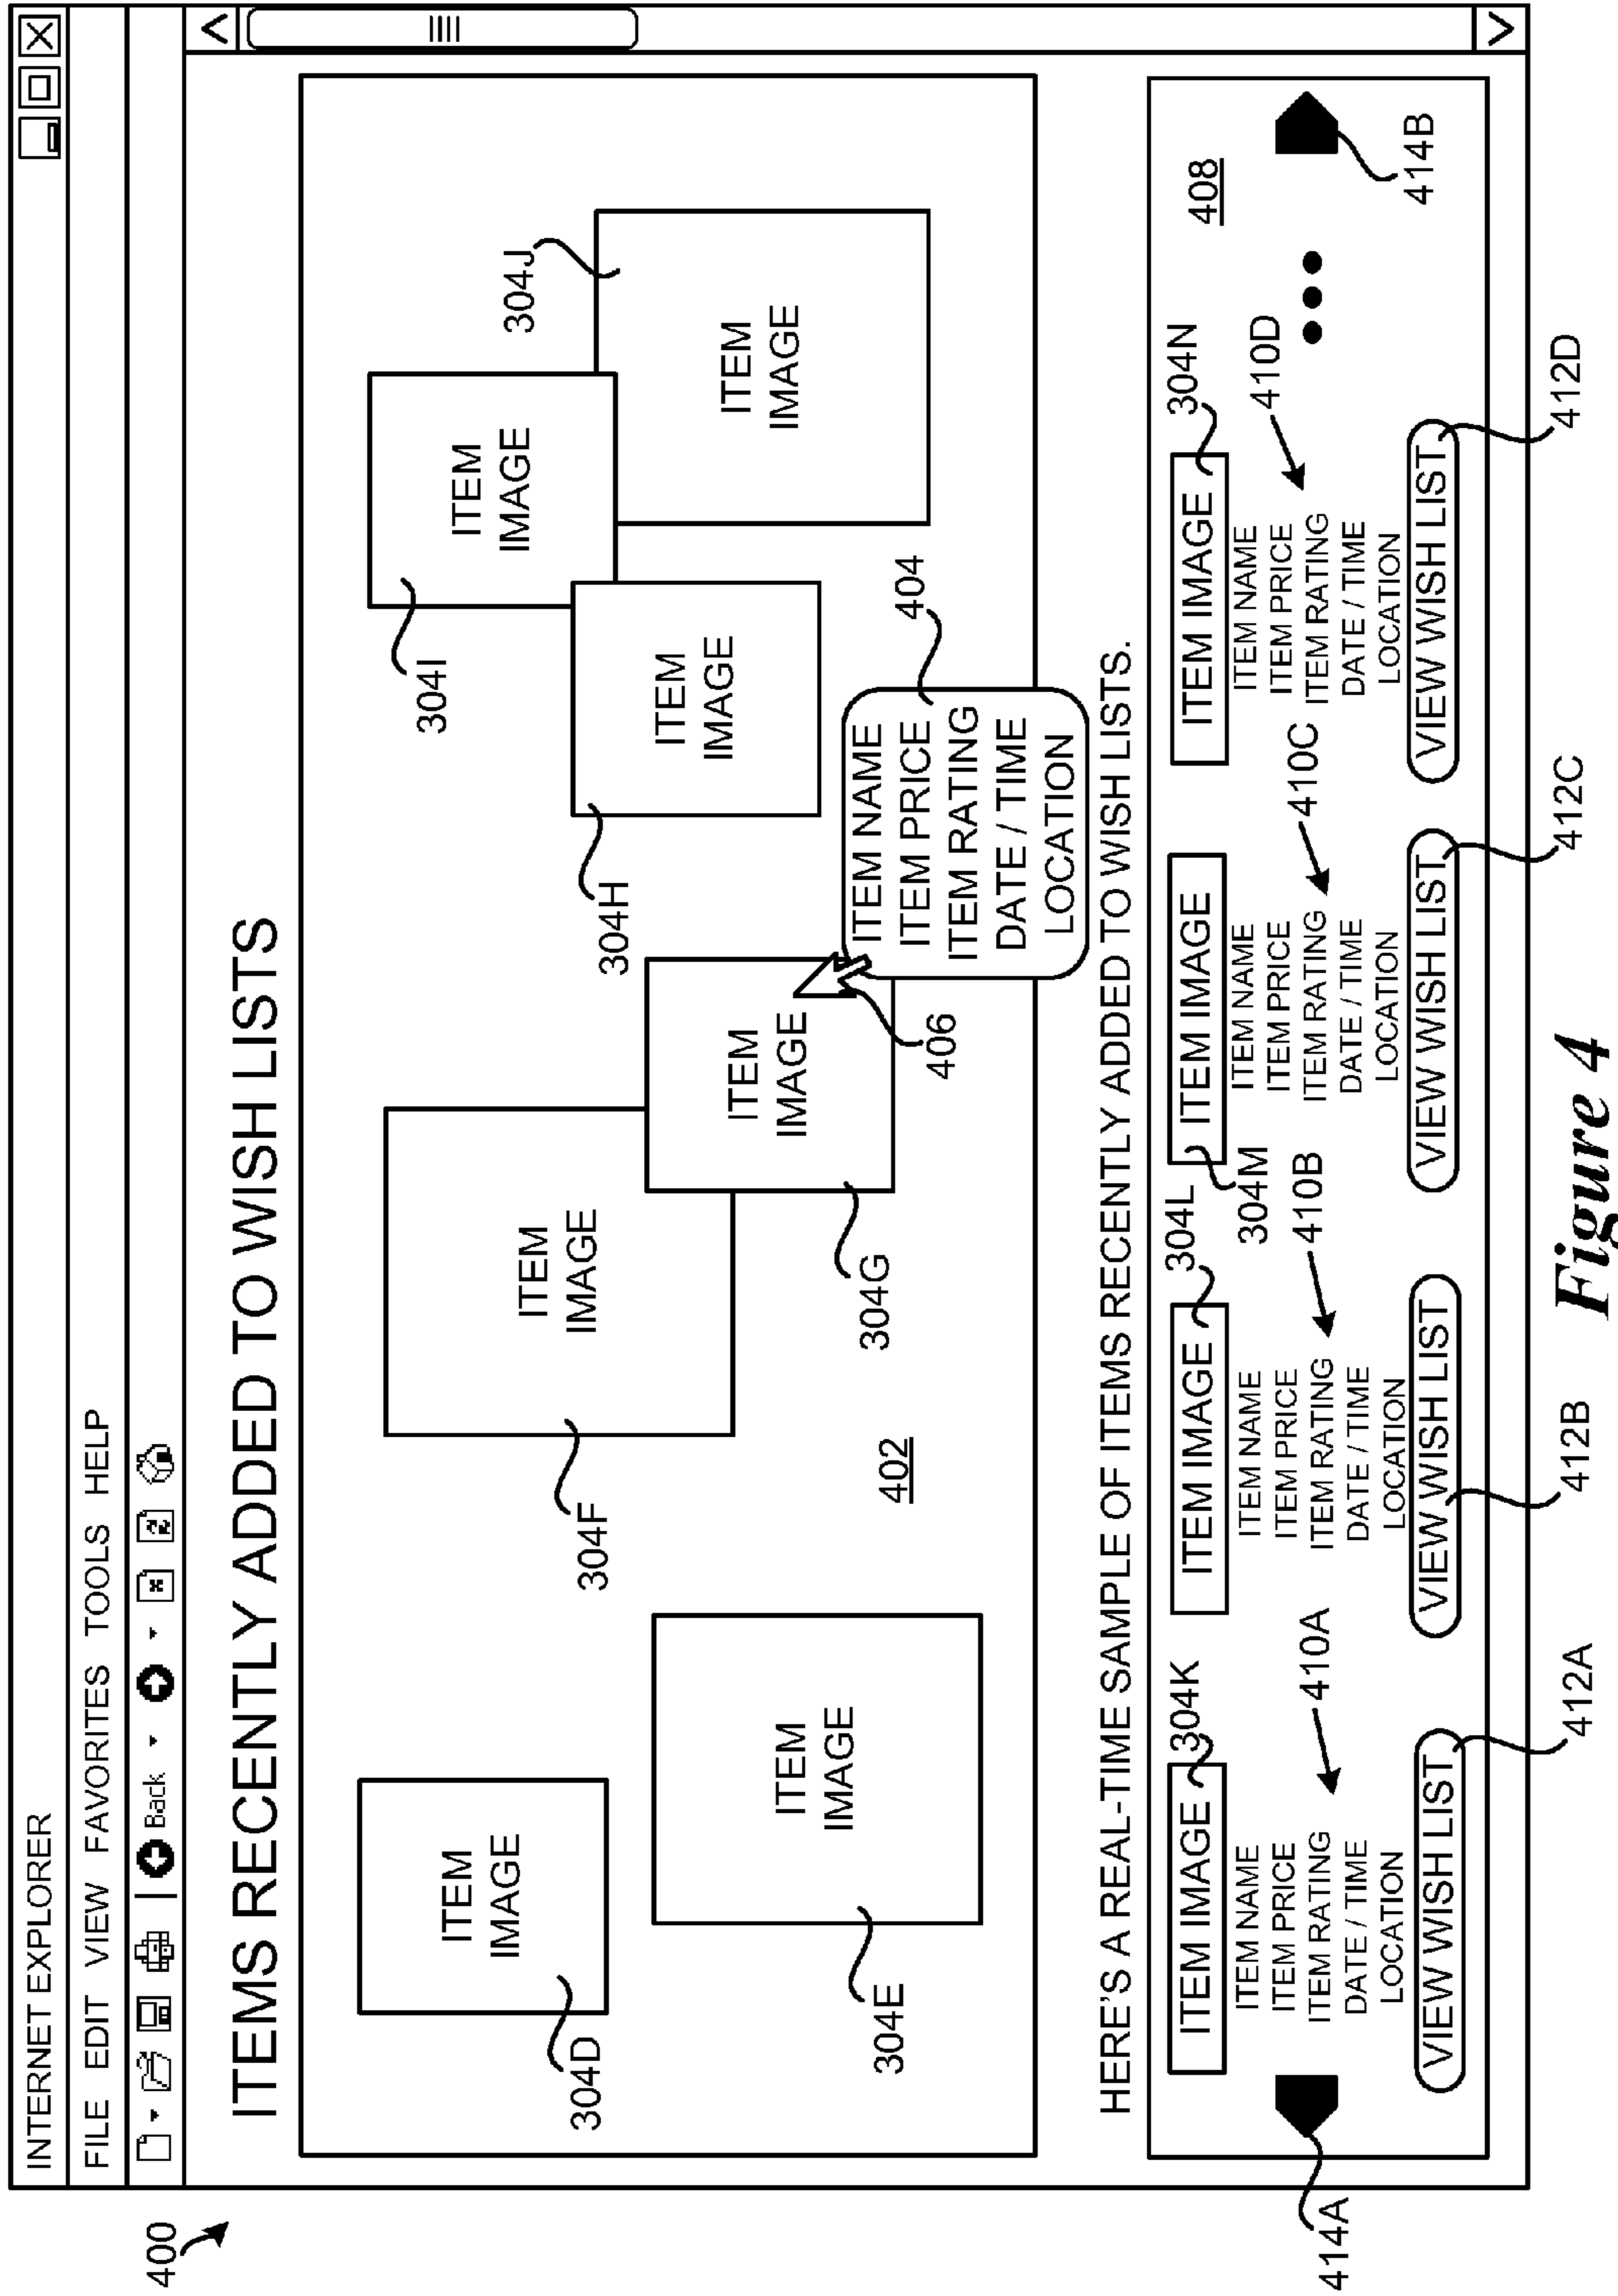 400
INTERNET EXPLORER
FILE EDIT VIEW FAVORITES TOOLS HELP
Back
ITEMS RECENTLY ADDED TO WISH LISTS
ITEM
IMAGE
304D
ITEM
IMAGE
304E
ITEM
IMAGE
304F
402
ITEM
IMAGE
304G
406
ITEM
IMAGE
304H
ITEM
IMAGE
304I
ITEM
IMAGE
304J
ITEM NAME
ITEM PRICE
ITEM RATING
DATE / TIME
LOCATION
404
HERE'S A REAL-TIME SAMPLE OF ITEMS RECENTLY ADDED TO WISH LISTS.
408
414A
ITEM IMAGE
304K
ITEM NAME
ITEM PRICE
ITEM RATING
DATE / TIME
LOCATION
410A
VIEW WISH LIST
412A
ITEM IMAGE
304L
ITEM NAME
ITEM PRICE
ITEM RATING
DATE / TIME
LOCATION
410B
VIEW WISH LIST
412B
ITEM IMAGE
304M
ITEM NAME
ITEM PRICE
ITEM RATING
DATE / TIME
LOCATION
410C
VIEW WISH LIST
412C
ITEM IMAGE
304N
ITEM NAME
ITEM PRICE
ITEM RATING
DATE / TIME
LOCATION
410D
VIEW WISH LIST
412D
414B
Figure 4